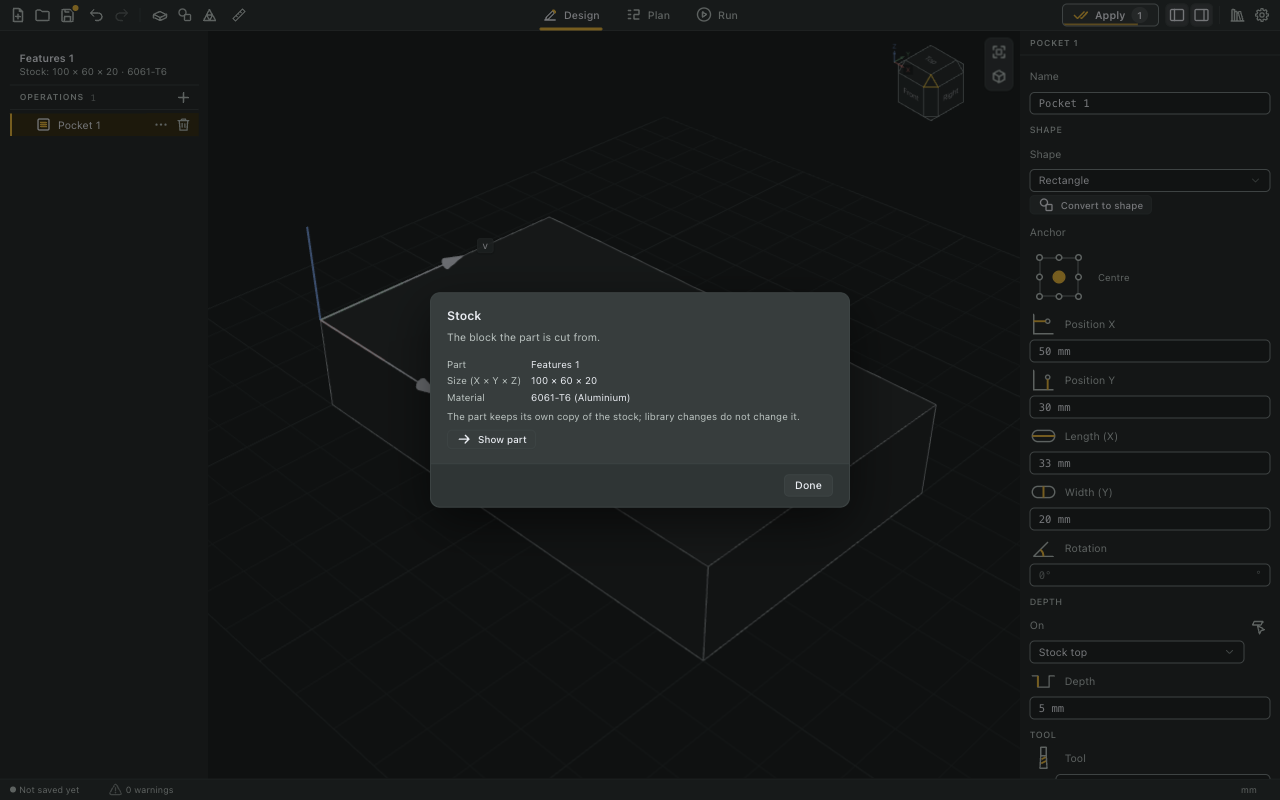 Design
Plan
Run
Apply 1
Features 1
Stock: 100 × 60 × 20 · 6061-T6
OPERATIONS 1
Pocket 1
Top
Front
Right
v
Stock
The block the part is cut from.
Part Features 1
Size (X × Y × Z) 100 × 60 × 20
Material 6061-T6 (Aluminium)
The part keeps its own copy of the stock; library changes do not change it.
Show part
Done
POCKET 1
Name
Pocket 1
SHAPE
Shape
Rectangle
Convert to shape
Anchor
Centre
Position X
50 mm
Position Y
30 mm
Length (X)
33 mm
Width (Y)
20 mm
Rotation
0° °
DEPTH
On
Stock top
Depth
5 mm
TOOL
Tool
Not saved yet
0 warnings
mm